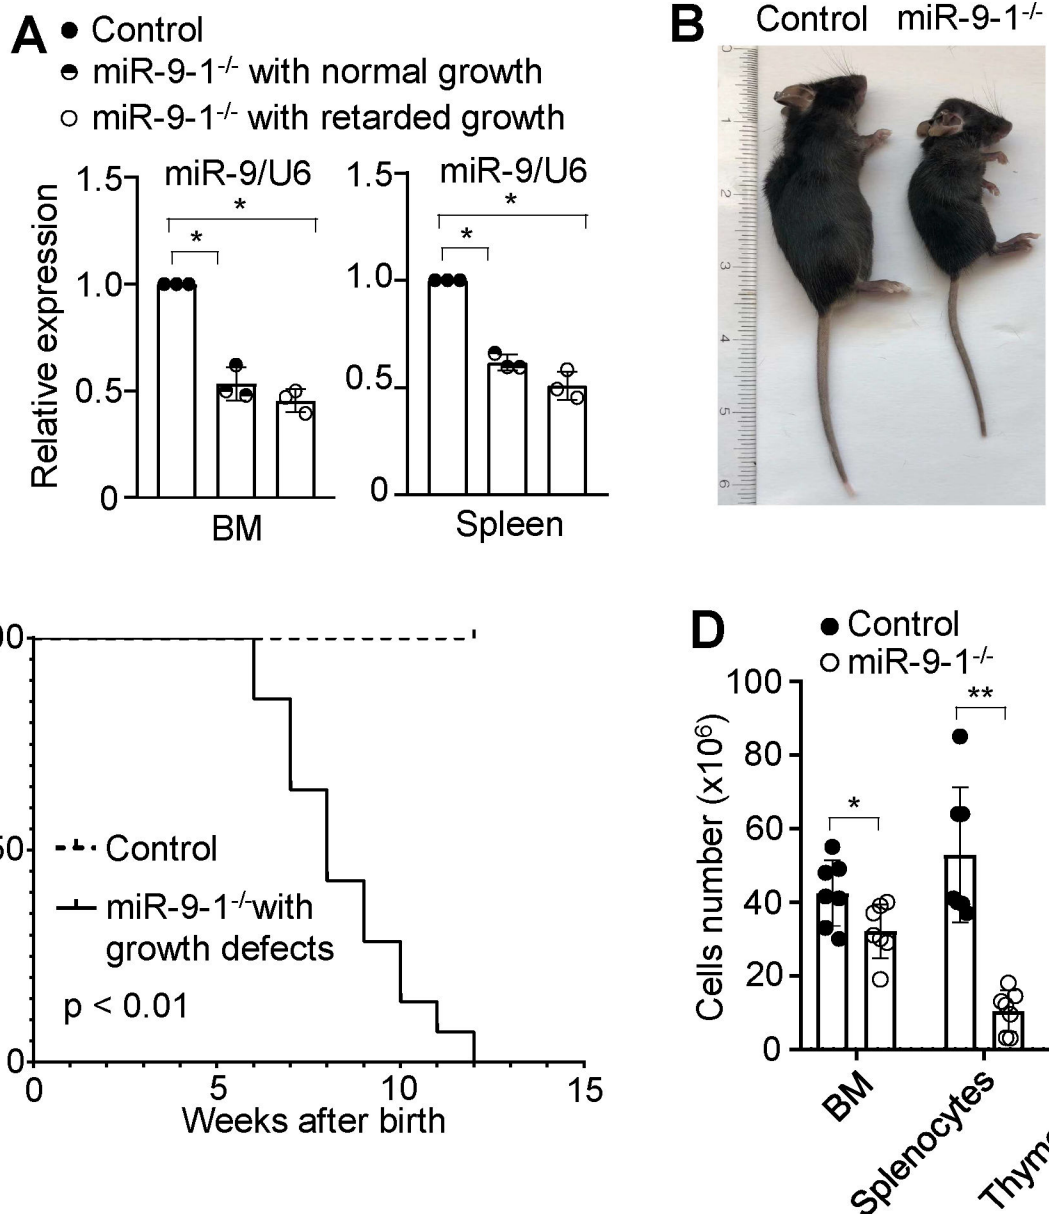 A
● Control
◓ miR-9-1-/- with normal growth
○ miR-9-1-/- with retarded growth
Relative expression
miR-9/U6
1.5
*
*
1.0
0.5
0
BM
miR-9/U6
1.5
*
*
1.0
0.5
0
Spleen
B
Control miR-9-1-/-
0
1
2
3
4
5
6
00
50
0
Control
miR-9-1-/-with
growth defects
p < 0.01
0 5 10 15
Weeks after birth
D
● Control
○ miR-9-1-/-
Cells number (x10⁶)
100
80
60
40
20
0
*
**
BM
Splenocytes
Thymo